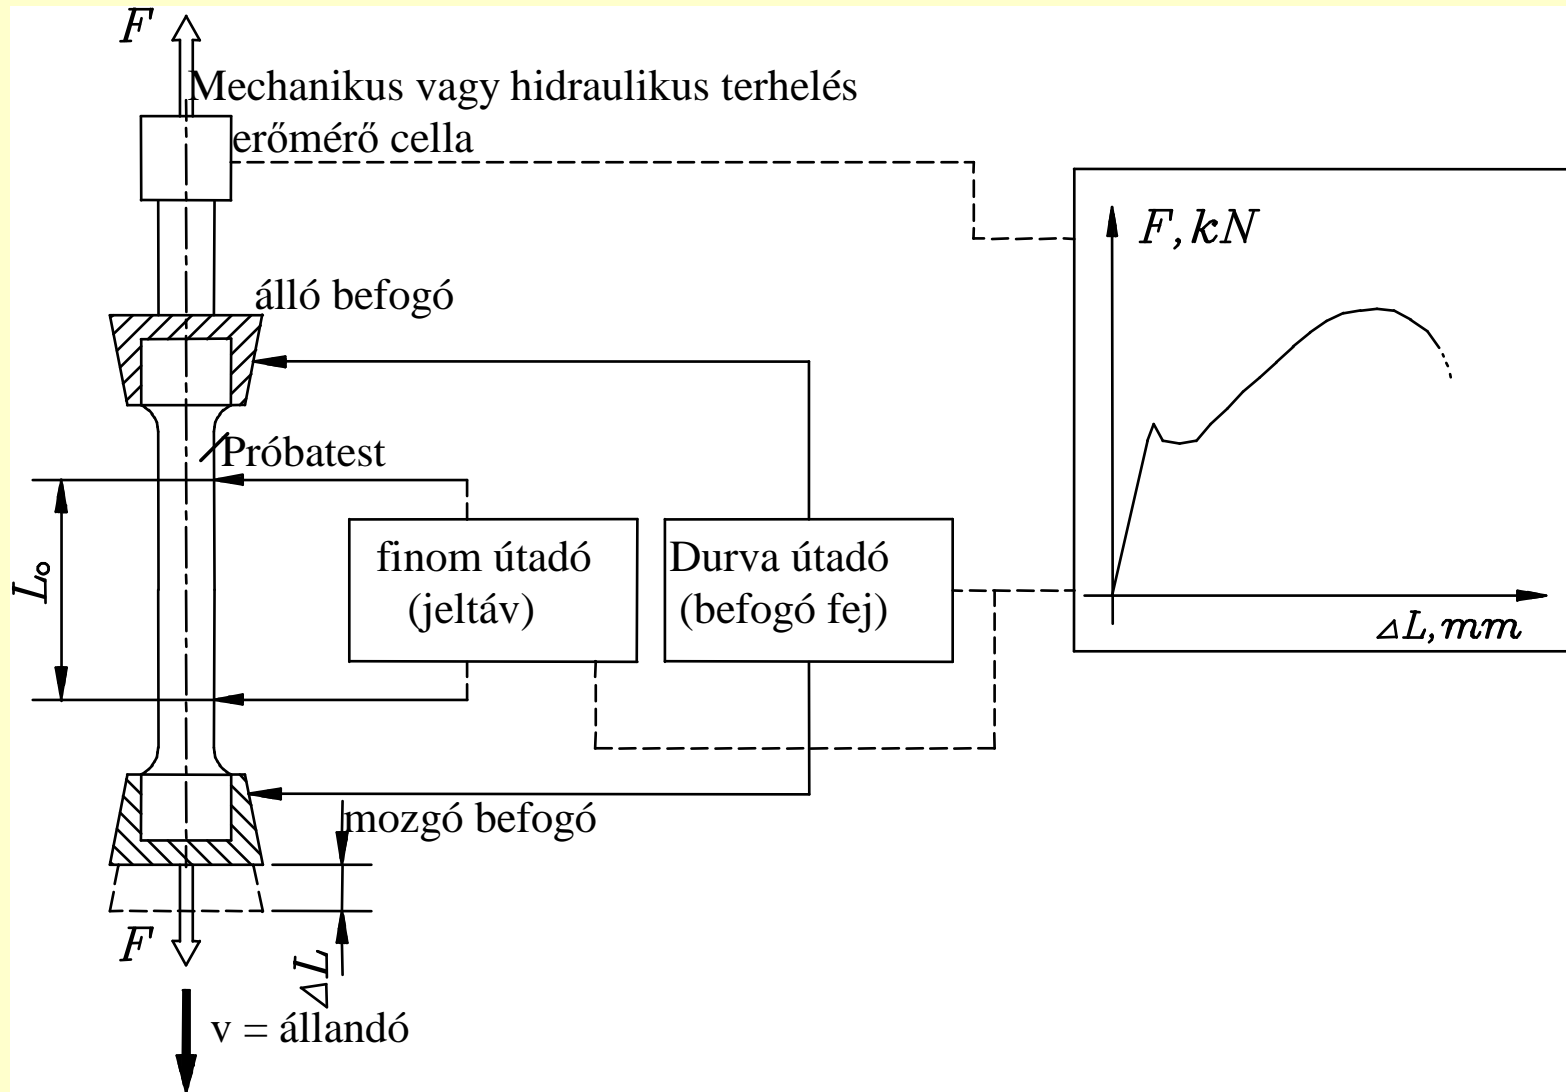 F
Mechanikus vagy hidraulikus terhelés
erőmérő cella
F, kN
álló befogó
Próbatest
finom útadó
(jeltáv)
Durva útadó
(befogó fej)
L₀
ΔL, mm
mozgó befogó
F
ΔL
v = állandó